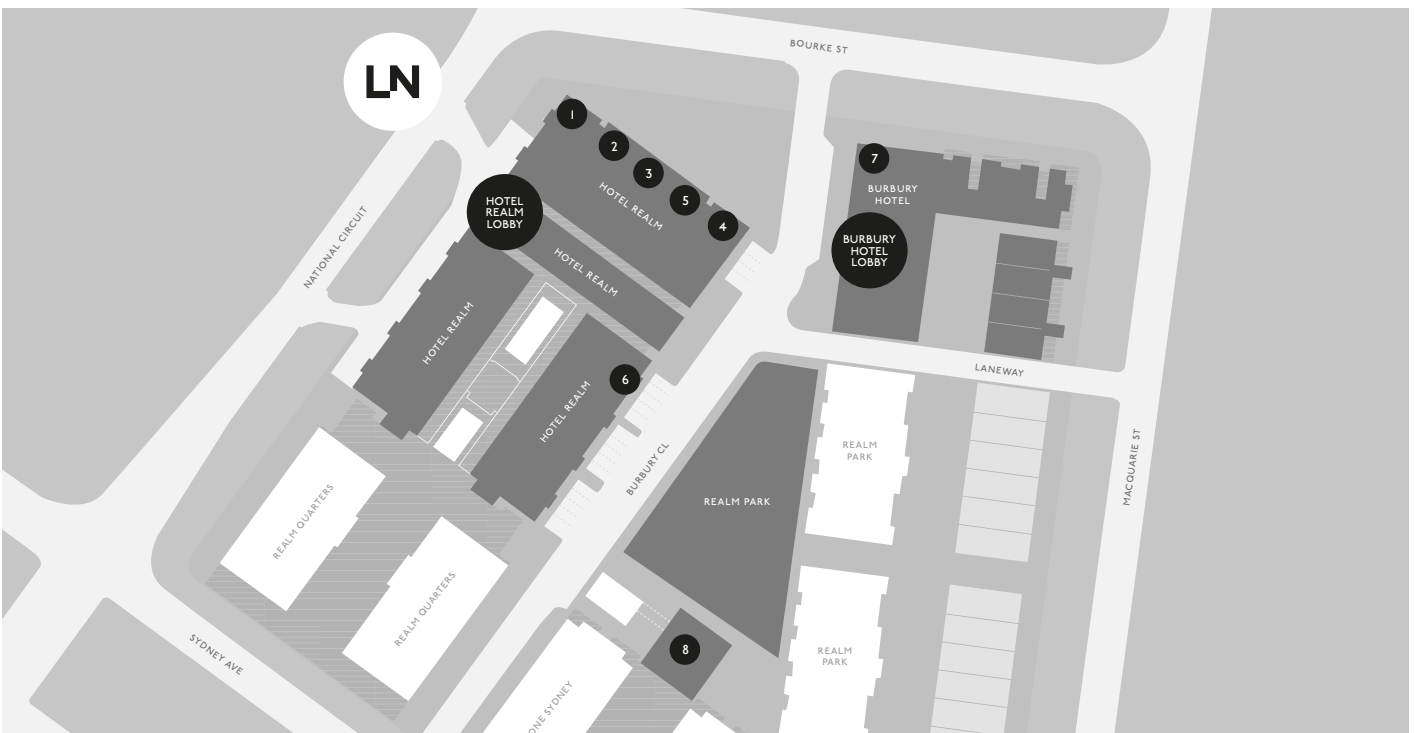 LN
BOURKE ST
1
2
3
5
4
7
HOTEL REALM
BURBURY
HOTEL
HOTEL
REALM
LOBBY
BURBURY
HOTEL
LOBBY
NATIONAL CIRCUIT
HOTEL REALM
HOTEL REALM
6
HOTEL REALM
LANEWAY
BURBURY CL
REALM
PARK
MACQUARIE ST
REALM PARK
REALM QUARTERS
REALM QUARTERS
SYDNEY AVE
8
REALM
PARK
ONE SYDNEY